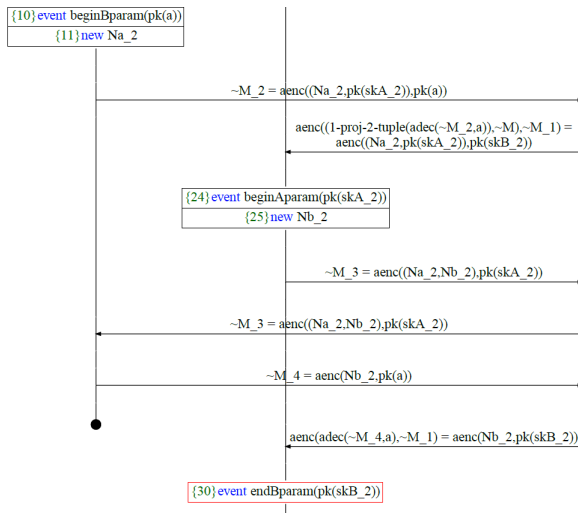 {10}event beginBparam(pk(a))
{11}new Na_2
~M_2 = aenc((Na_2,pk(skA_2)),pk(a))
aenc((1-proj-2-tuple(adec(~M_2,a)),~M),~M_1) =
aenc((Na_2,pk(skA_2)),pk(skB_2))
{24}event beginAparam(pk(skA_2))
{25}new Nb_2
~M_3 = aenc((Na_2,Nb_2),pk(skA_2))
~M_3 = aenc((Na_2,Nb_2),pk(skA_2))
~M_4 = aenc(Nb_2,pk(a))
aenc(adec(~M_4,a),~M_1) = aenc(Nb_2,pk(skB_2))
{30}event endBparam(pk(skB_2))